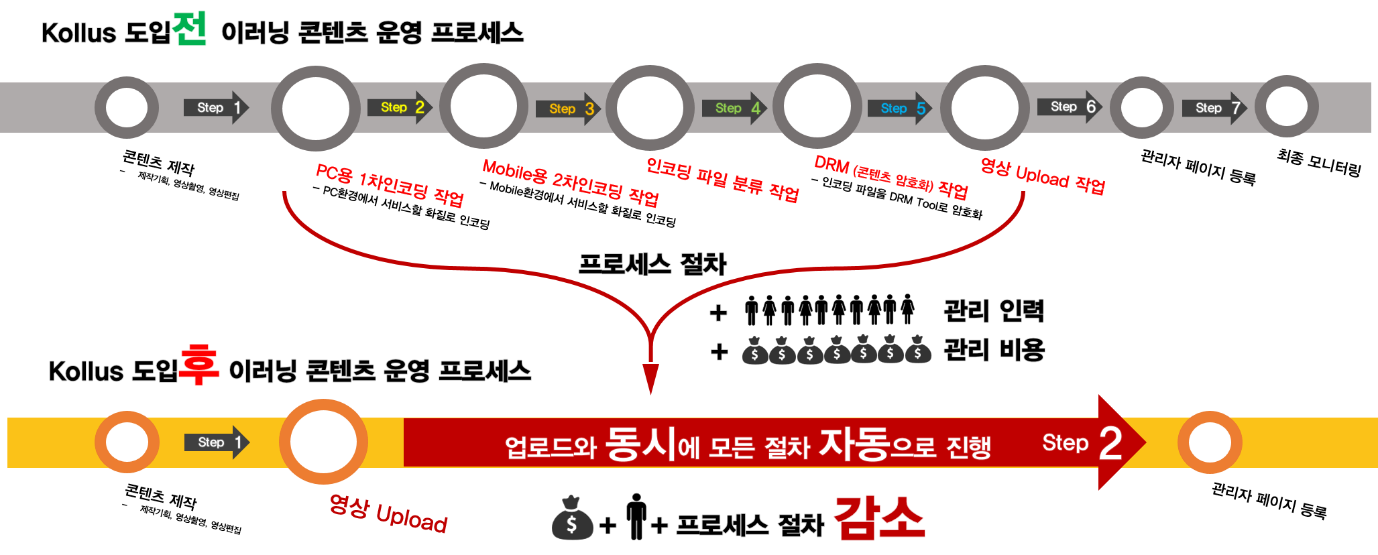 Kollus 도입전 이러닝 콘텐츠 운영 프로세스
Step 1
Step 2
Step 3
Step 4
Step 5
Step 6
Step 7
콘텐츠 제작
- 제작기획, 영상촬영, 영상편집
PC용 1차인코딩 작업
- PC환경에서 서비스할 화질로 인코딩
Mobile용 2차인코딩 작업
- Mobile환경에서 서비스할 화질로 인코딩
인코딩 파일 분류 작업
DRM (콘텐츠 암호화) 작업
- 인코딩 파일을 DRM Tool로 암호화
영상 Upload 작업
관리자 페이지 등록
최종 모니터링
프로세스 절차
+ 관리 인력
+ $ $ $ $ $ $ $ 관리 비용
Kollus 도입후 이러닝 콘텐츠 운영 프로세스
Step 1
업로드와 동시에 모든 절차 자동으로 진행 Step 2
콘텐츠 제작
- 제작기획, 영상촬영, 영상편집
영상 Upload
관리자 페이지 등록
$ + + 프로세스 절차 감소